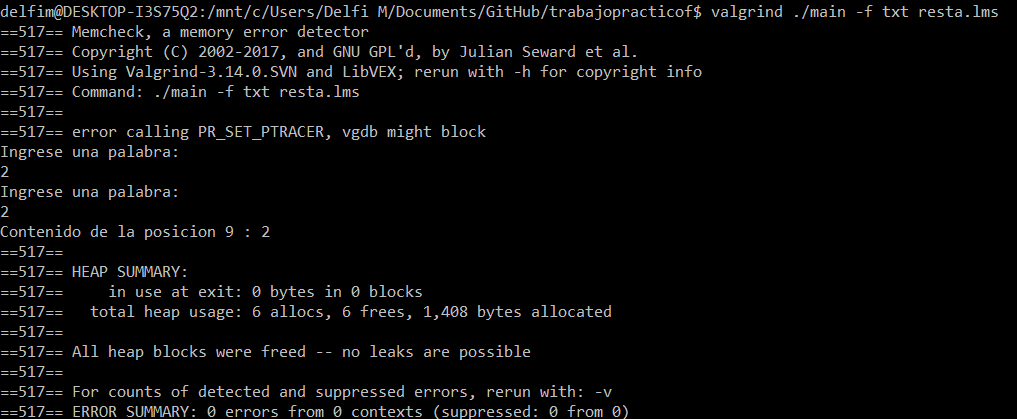 delfim@DESKTOP-I3S75Q2:/mnt/c/Users/Delfi M/Documents/GitHub/trabajopracticof$ valgrind ./main -f txt resta.lms
==517== Memcheck, a memory error detector
==517== Copyright (C) 2002-2017, and GNU GPL'd, by Julian Seward et al.
==517== Using Valgrind-3.14.0.SVN and LibVEX; rerun with -h for copyright info
==517== Command: ./main -f txt resta.lms
==517==
==517== error calling PR_SET_PTRACER, vgdb might block
Ingrese una palabra:
2
Ingrese una palabra:
2
Contenido de la posicion 9 : 2
==517==
==517== HEAP SUMMARY:
==517==     in use at exit: 0 bytes in 0 blocks
==517==   total heap usage: 6 allocs, 6 frees, 1,408 bytes allocated
==517==
==517== All heap blocks were freed -- no leaks are possible
==517==
==517== For counts of detected and suppressed errors, rerun with: -v
==517== ERROR SUMMARY: 0 errors from 0 contexts (suppressed: 0 from 0)